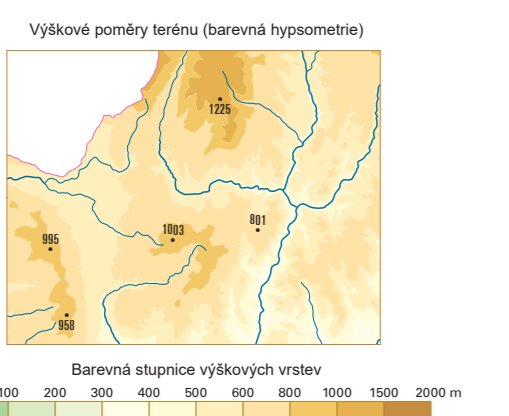 Výškové poměry terénu (barevná hypsometrie)
1225
1003
801
995
958
Barevná stupnice výškových vrstev
100 200 300 400 500 600 800 1000 1500 2000 m